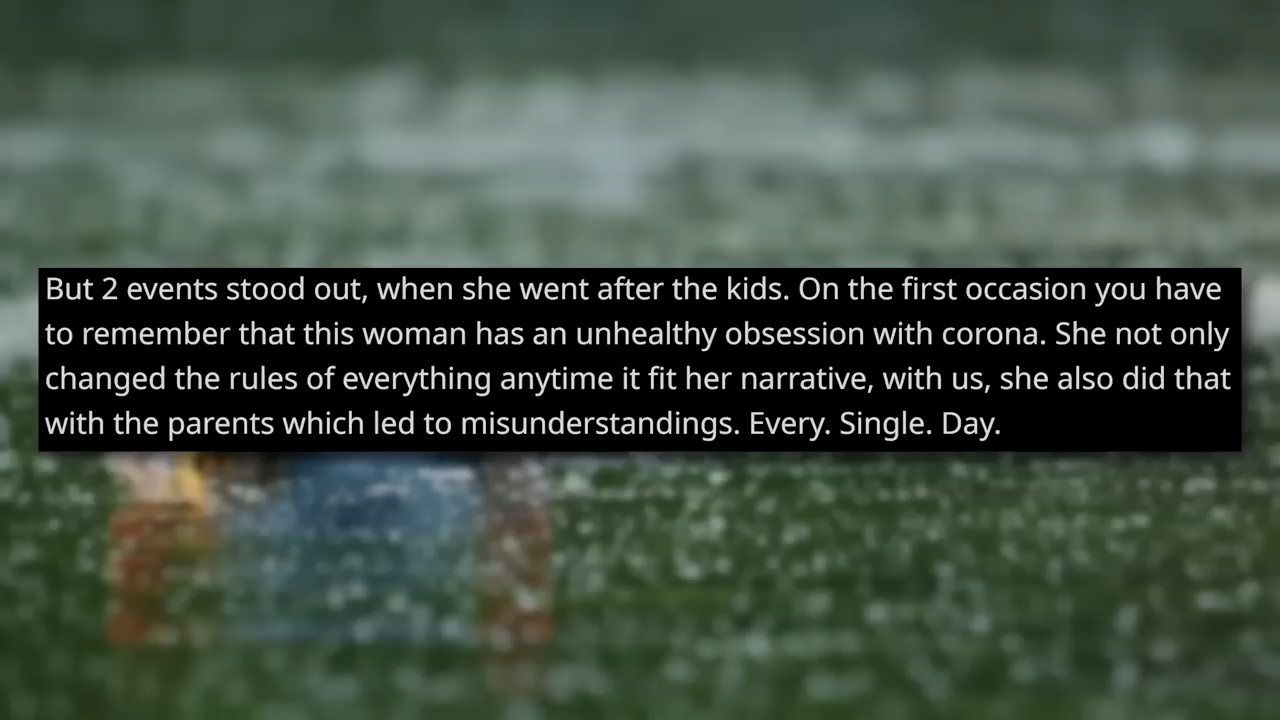 But 2 events stood out, when she went after the kids. On the first occasion you have
to remember that this woman has an unhealthy obsession with corona. She not only
changed the rules of everything anytime it fit her narrative, with us, she also did that
with the parents which led to misunderstandings. Every. Single. Day.